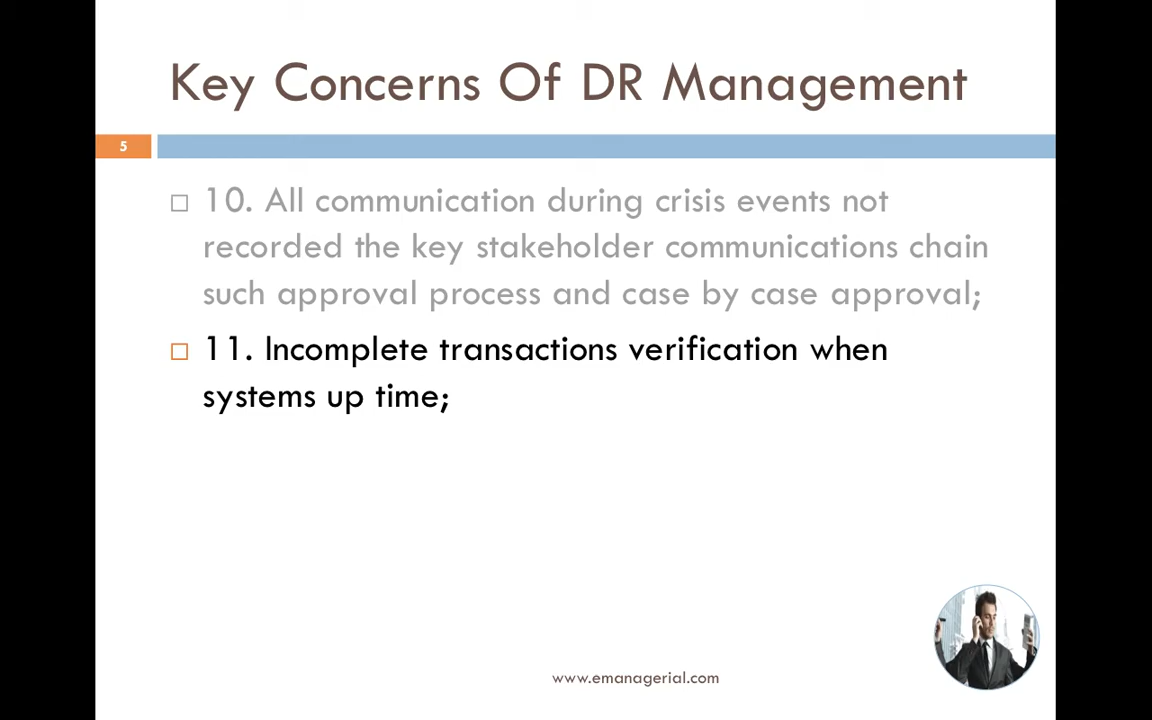 Key Concerns Of DR Management
5
10. All communication during crisis events not
recorded the key stakeholder communications chain
such approval process and case by case approval;
11. Incomplete transactions verification when
systems up time;
www.emanagerial.com